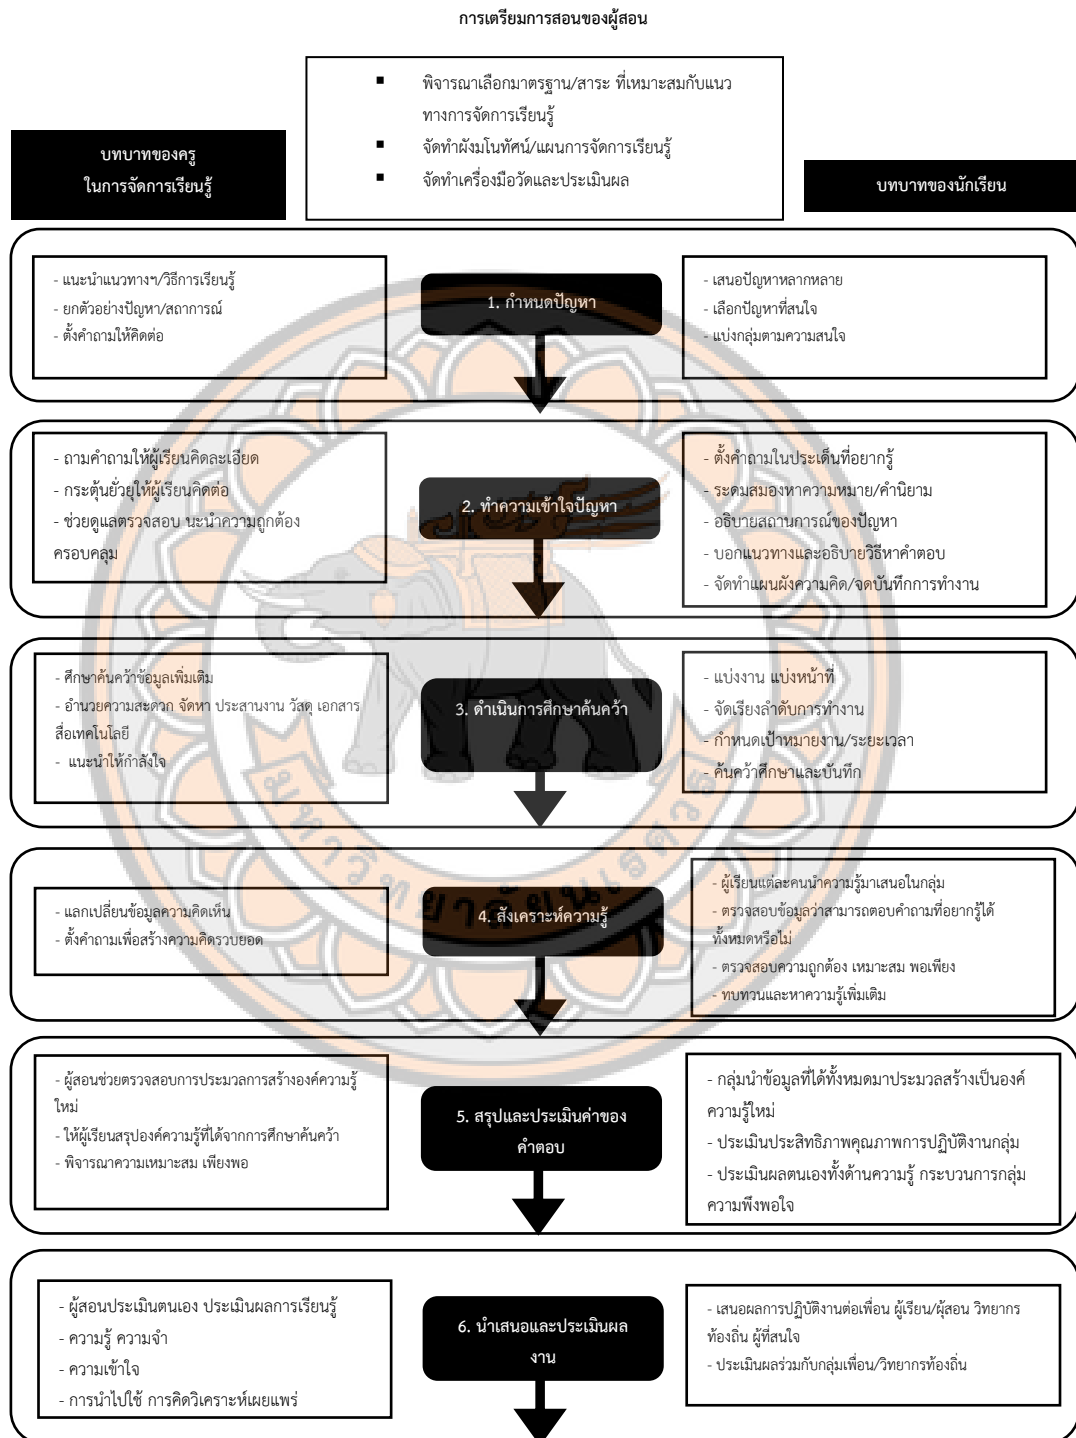 การเตรียมการสอนของผู้สอน
▪ พิจารณาเลือกมาตรฐาน/สาระ ที่เหมาะสมกับแนว
ทางการจัดการเรียนรู้
▪ จัดทำผังมโนทัศน์/แผนการจัดการเรียนรู้
▪ จัดทำเครื่องมือวัดและประเมินผล
บทบาทของครู
ในการจัดการเรียนรู้
บทบาทของนักเรียน
- แนะนำแนวทางฯ/วิธีการเรียนรู้
- ยกตัวอย่างปัญหา/สถาการณ์
- ตั้งคำถามให้คิดต่อ
1. กำหนดปัญหา
- เสนอปัญหาหลากหลาย
- เลือกปัญหาที่สนใจ
- แบ่งกลุ่มตามความสนใจ
- ถามคำถามให้ผู้เรียนคิดละเอียด
- กระตุ้นยั่วยุให้ผู้เรียนคิดต่อ
- ช่วยดูแลตรวจสอบ นะนำความถูกต้อง
ครอบคลุม
2. ทำความเข้าใจปัญหา
- ตั้งคำถามในประเด็นที่อยากรู้
- ระดมสมองหาความหมาย/คำนิยาม
- อธิบายสถานการณ์ของปัญหา
- บอกแนวทางและอธิบายวิธีหาคำตอบ
- จัดทำแผนผังความคิด/จดบันทึกการทำงาน
- ศึกษาค้นคว้าข้อมูลเพิ่มเติม
- อำนวยความสะดวก จัดหา ประสานงาน วัสดุ เอกสาร
สื่อเทคโนโลยี
- แนะนำให้กำลังใจ
3. ดำเนินการศึกษาค้นคว้า
- แบ่งงาน แบ่งหน้าที่
- จัดเรียงลำดับการทำงาน
- กำหนดเป้าหมายงาน/ระยะเวลา
- ค้นคว้าศึกษาและบันทึก
มหาวิทยาลัยนเรศวร
- แลกเปลี่ยนข้อมูลความคิดเห็น
- ตั้งคำถามเพื่อสร้างความคิดรวบยอด
4. สังเคราะห์ความรู้
- ผู้เรียนแต่ละคนนำความรู้มาเสนอในกลุ่ม
- ตรวจสอบข้อมูลว่าสามารถตอบคำถามที่อยากรู้ได้
ทั้งหมดหรือไม่
- ตรวจสอบความถูกต้อง เหมาะสม พอเพียง
- ทบทวนและหาความรู้เพิ่มเติม
- ผู้สอนช่วยตรวจสอบการประมวลการสร้างองค์ความรู้
ใหม่
- ให้ผู้เรียนสรุปองค์ความรู้ที่ได้จากการศึกษาค้นคว้า
- พิจารณาความเหมาะสม เพียงพอ
5. สรุปและประเมินค่าของ
คำตอบ
- กลุ่มนำข้อมูลที่ได้ทั้งหมดมาประมวลสร้างเป็นองค์
ความรู้ใหม่
- ประเมินประสิทธิภาพคุณภาพการปฏิบัติงานกลุ่ม
- ประเมินผลตนเองทั้งด้านความรู้ กระบวนการกลุ่ม
ความพึงพอใจ
- ผู้สอนประเมินตนเอง ประเมินผลการเรียนรู้
- ความรู้ ความจำ
- ความเข้าใจ
- การนำไปใช้ การคิดวิเคราะห์เผยแพร่
6. นำเสนอและประเมินผล
งาน
- เสนอผลการปฏิบัติงานต่อเพื่อน ผู้เรียน/ผู้สอน วิทยากร
ท้องถิ่น ผู้ที่สนใจ
- ประเมินผลร่วมกับกลุ่มเพื่อน/วิทยากรท้องถิ่น